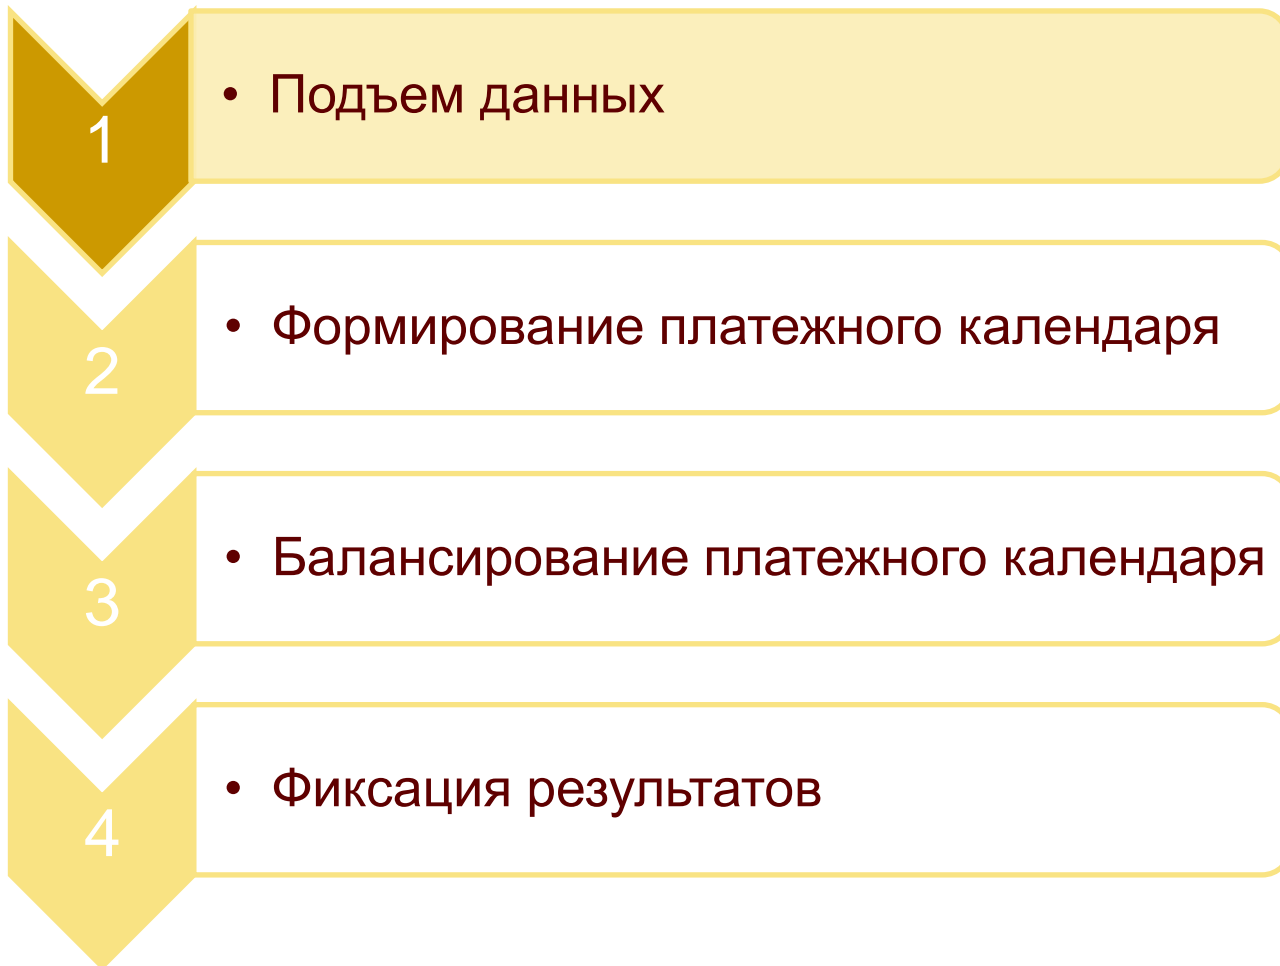 1
• Подъем данных
2
• Формирование платежного календаря
3
• Балансирование платежного календаря
4
• Фиксация результатов